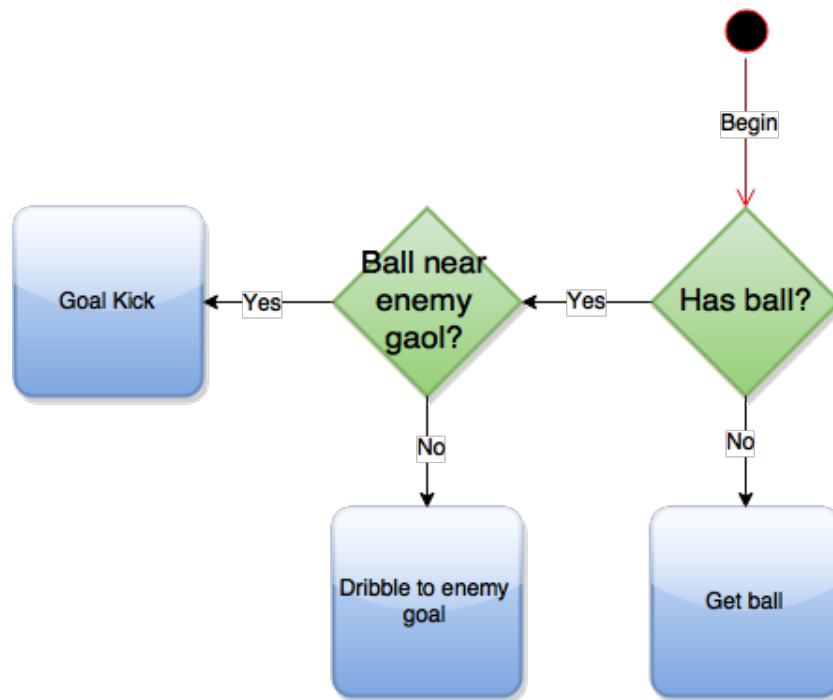 Begin
Has ball?
Yes
Ball near
enemy
gaol?
Yes
Goal Kick
No
Dribble to enemy
goal
No
Get ball